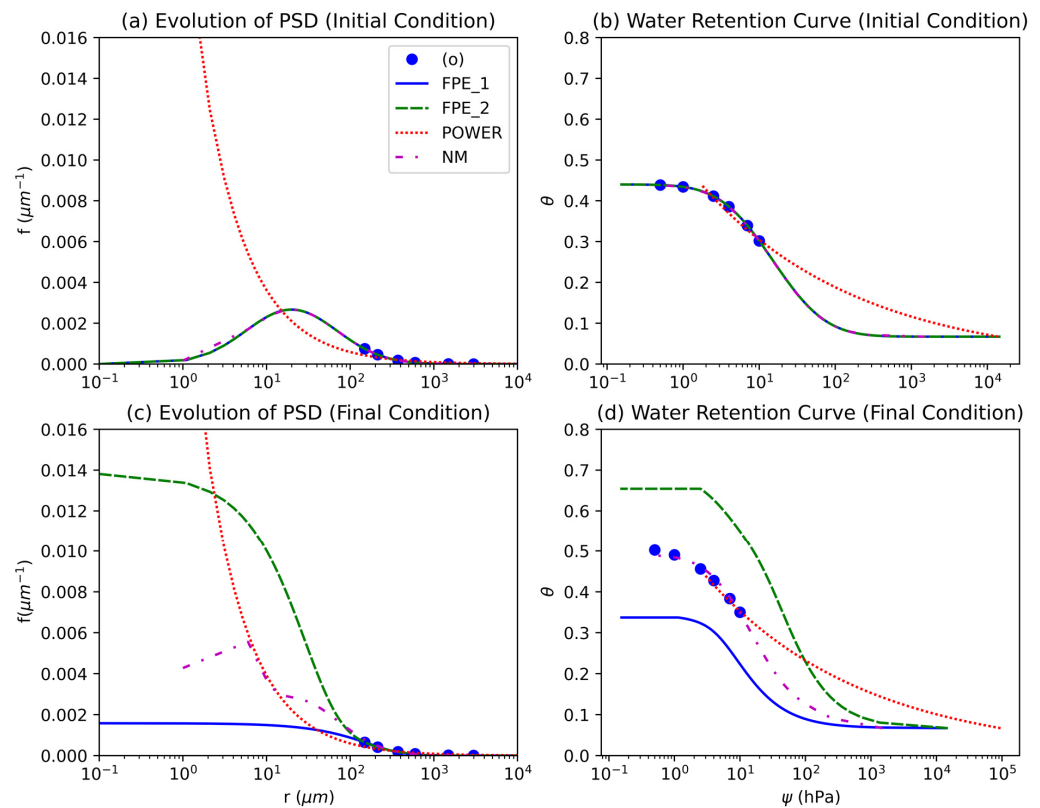 (a) Evolution of PSD (Initial Condition)
(b) Water Retention Curve (Initial Condition)
0.016
0.014
0.012
0.010
0.008
0.006
0.004
0.002
0.000
f (μm⁻¹)
(o)
FPE_1
FPE_2
POWER
NM
10⁻¹ 10⁰ 10¹ 10² 10³ 10⁴
0.8
0.7
0.6
0.5
0.4
0.3
0.2
0.1
0.0
θ
10⁻¹ 10⁰ 10¹ 10² 10³ 10⁴
(c) Evolution of PSD (Final Condition)
(d) Water Retention Curve (Final Condition)
0.016
0.014
0.012
0.010
0.008
0.006
0.004
0.002
0.000
f(μm⁻¹)
10⁻¹ 10⁰ 10¹ 10² 10³ 10⁴
r (μm)
0.8
0.7
0.6
0.5
0.4
0.3
0.2
0.1
0.0
θ
10⁻¹ 10⁰ 10¹ 10² 10³ 10⁴ 10⁵
ψ (hPa)